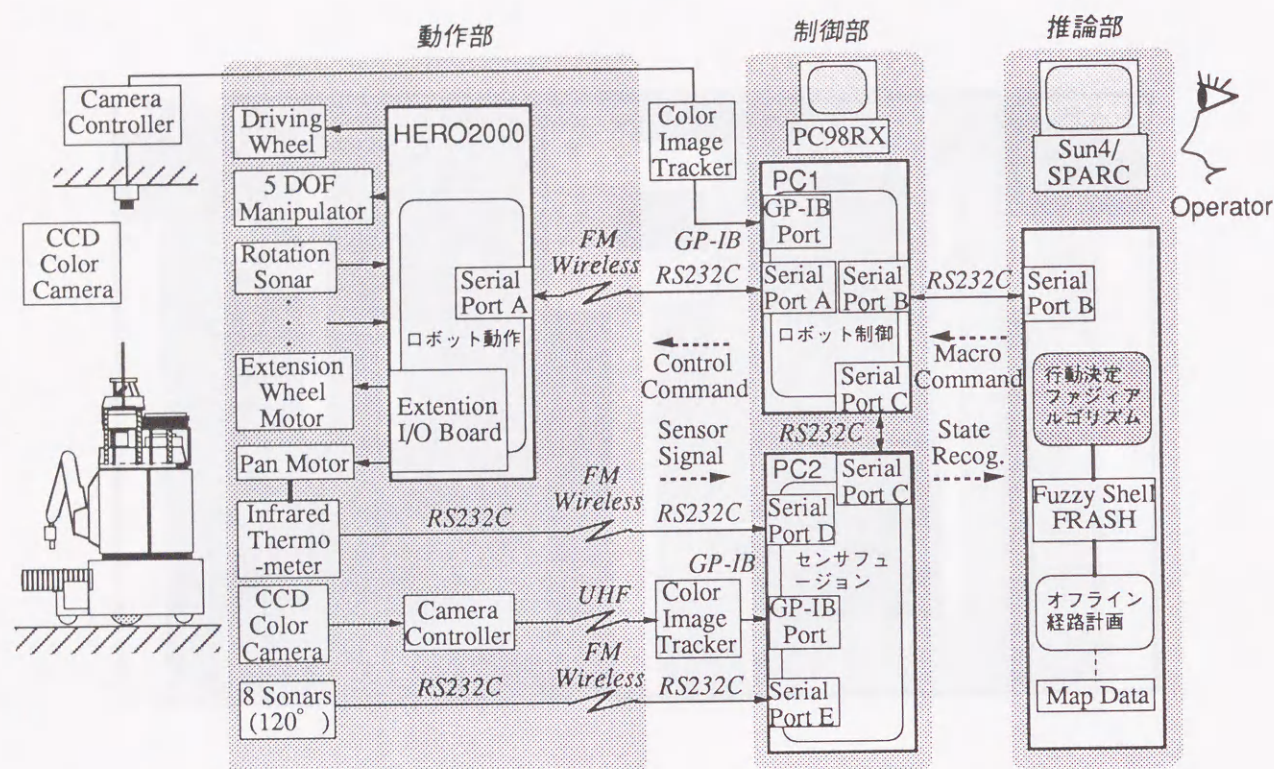 動作部
制御部
推論部
Camera
Controller
CCD
Color
Camera
Driving
Wheel
5 DOF
Manipulator
Rotation
Sonar
Extension
Wheel
Motor
Pan Motor
Infrared
Thermo
-meter
CCD
Color
Camera
8 Sonars
(120°)
HERO2000
Serial
Port A
ロボット動作
Extention
I/O Board
Camera
Controller
FM
Wireless
RS232C
Control
Command
Sensor
Signal
RS232C
FM
Wireless
RS232C
UHF
Color
Image
Tracker
GP-IB
RS232C
FM
Wireless
RS232C
Color
Image
Tracker
GP-IB
PC98RX
PC1
GP-IB
Port
Serial
Port A
Serial
Port B
ロボット制御
Serial
Port C
RS232C
PC2
Serial
Port C
Serial
Port D
センサフュ
ージョン
GP-IB
Port
Serial
Port E
RS232C
Macro
Command
State
Recog.
Sun4/
SPARC
Operator
Serial
Port B
行動決定
ファジィア
ルゴリズム
Fuzzy Shell
FRASH
オフライン
経路計画
Map Data